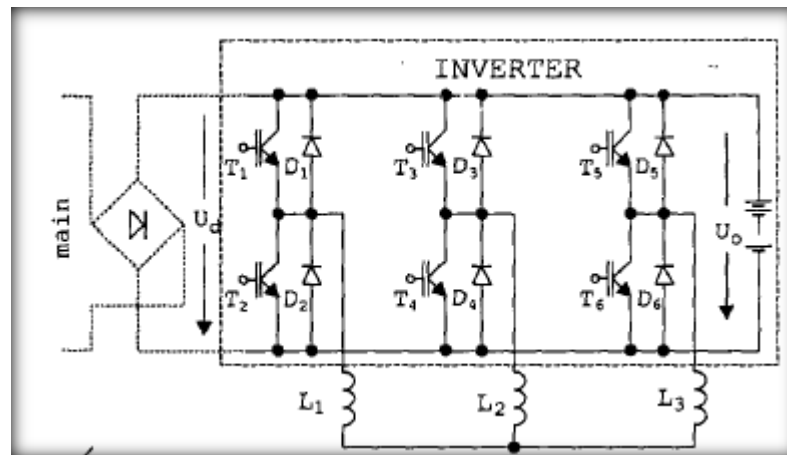 INVERTER
T1 D1 T3 D3 T5 D5
main Ud Uo
T2 D2 T4 D4 T6 D6
L1 L2 L3